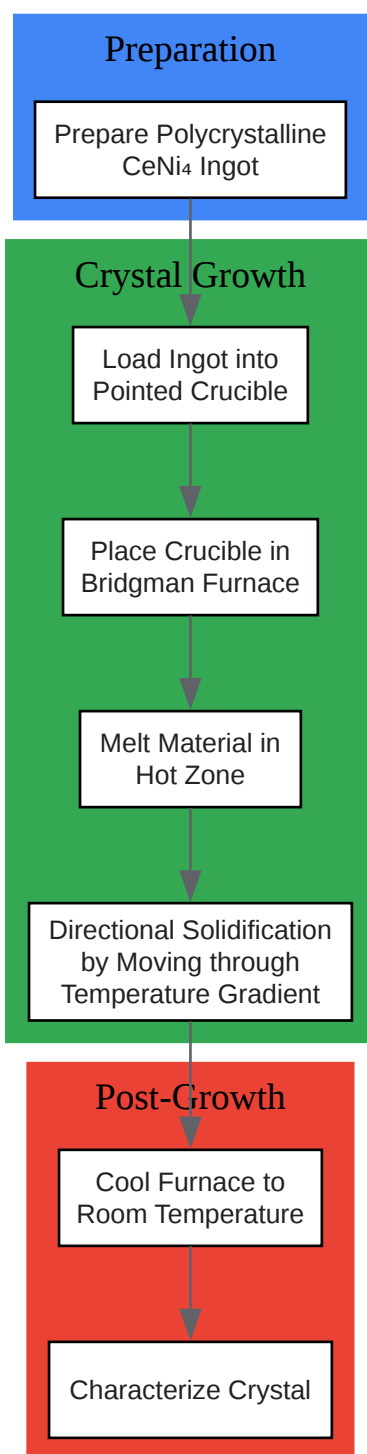 Preparation
Prepare Polycrystalline
CeNi₄ Ingot
Crystal Growth
Load Ingot into
Pointed Crucible
Place Crucible in
Bridgman Furnace
Melt Material in
Hot Zone
Directional Solidification
by Moving through
Temperature Gradient
Post-Growth
Cool Furnace to
Room Temperature
Characterize Crystal